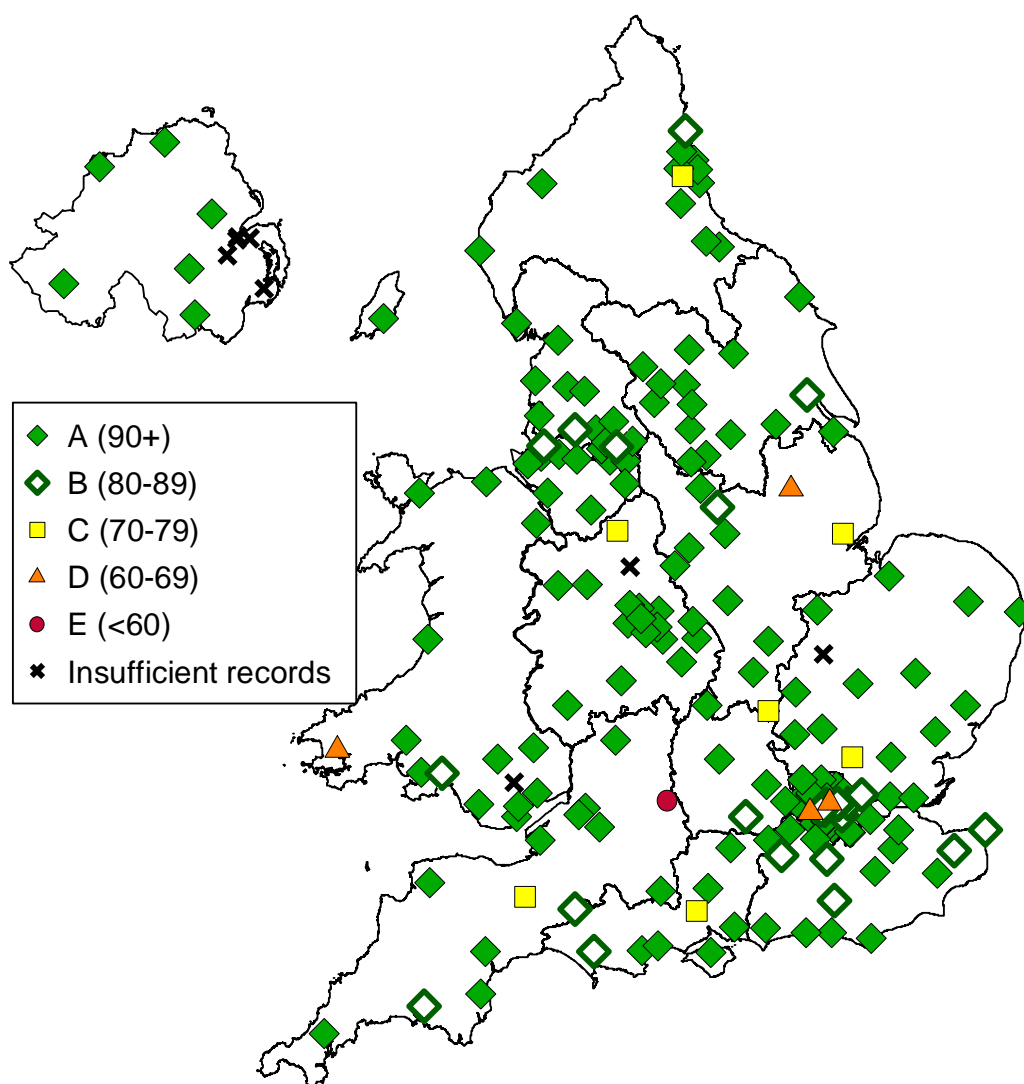 A (90+)
B (80-89)
C (70-79)
D (60-69)
E (<60)
Insufficient records